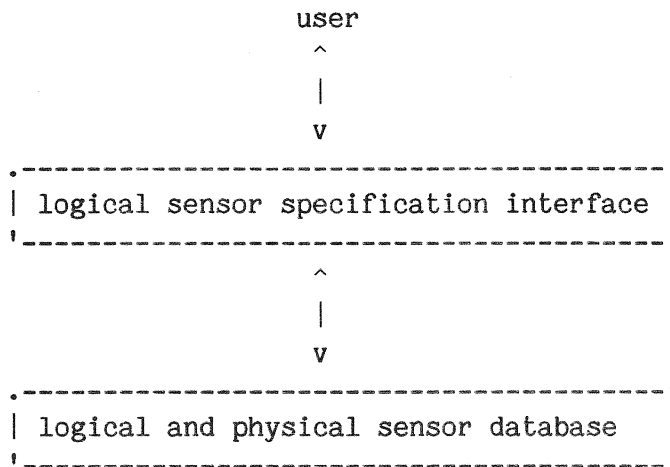 user
^
|
v
.---------------------------------------
| logical sensor specification interface
'---------------------------------------
^
|
v
.---------------------------------------
| logical and physical sensor database
'---------------------------------------